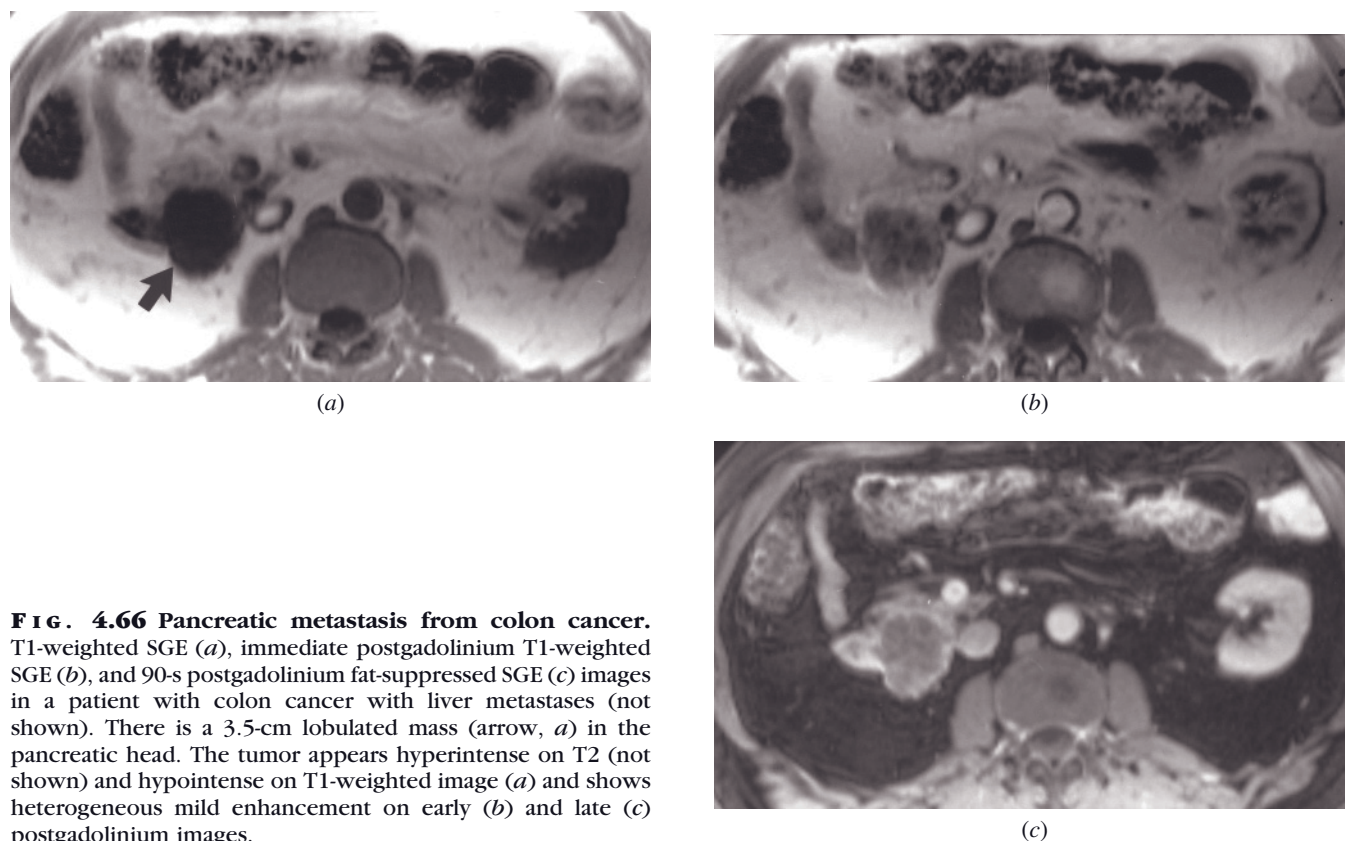 (a)
(b)
(c)
FIG. 4.66 Pancreatic metastasis from colon cancer.
T1-weighted SGE (a), immediate postgadolinium T1-weighted
SGE (b), and 90-s postgadolinium fat-suppressed SGE (c) images
in a patient with colon cancer with liver metastases (not
shown). There is a 3.5-cm lobulated mass (arrow, a) in the
pancreatic head. The tumor appears hyperintense on T2 (not
shown) and hypointense on T1-weighted image (a) and shows
heterogeneous mild enhancement on early (b) and late (c)
postgadolinium images.